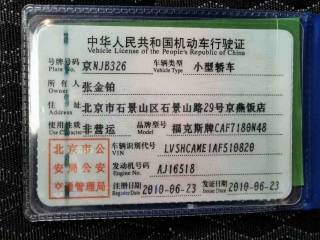 中华人民共和国机动车行驶证
Vehicle License of the People's Republic of China
号牌号码 京NJB326 车辆类型 小型轿车
Plate No. Vehicle Type
所有人 张金铂
Owner
住址 北京市石景山区石景山路29号京燕饭店
Address
使用性质 非营运 品牌型号 福克斯牌CAF7180N48
Use Character Model
北京市公 车辆识别代号 LVSHCAME1AF510820
VIN
安局公安 发动机号码 AJ16518
Engine No.
交通管理局 注册日期 2010-06-23 发证日期 2010-06-23
Register Date Issue Date